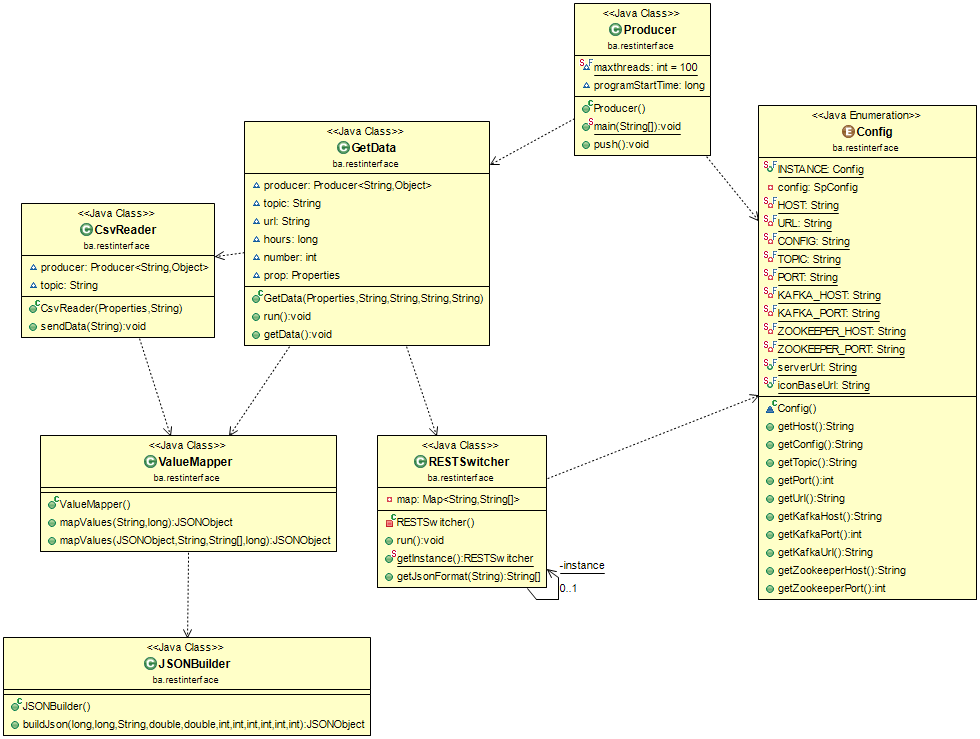 <<Java Class>>
Producer
ba.restinterface
maxthreads: int = 100
programStartTime: long
Producer()
main(String[]):void
push():void
<<Java Enumeration>>
Config
ba.restinterface
INSTANCE: Config
config: SpConfig
HOST: String
URL: String
CONFIG: String
TOPIC: String
PORT: String
KAFKA_HOST: String
KAFKA_PORT: String
ZOOKEEPER_HOST: String
ZOOKEEPER_PORT: String
serverUrl: String
iconBaseUrl: String
Config()
getHost():String
getConfig():String
getTopic():String
getPort():int
getUrl():String
getKafkaHost():String
getKafkaPort():int
getKafkaUrl():String
getZookeeperHost():String
getZookeeperPort():int
<<Java Class>>
GetData
ba.restinterface
producer: Producer<String,Object>
topic: String
url: String
hours: long
number: int
prop: Properties
GetData(Properties,String,String,String,String)
run():void
getData():void
<<Java Class>>
CsvReader
ba.restinterface
producer: Producer<String,Object>
topic: String
CsvReader(Properties,String)
sendData(String):void
<<Java Class>>
ValueMapper
ba.restinterface
ValueMapper()
mapValues(String,long):JSONObject
mapValues(JSONObject,String,String[],long):JSONObject
<<Java Class>>
RESTSwitcher
ba.restinterface
map: Map<String,String[]>
RESTSwitcher()
run():void
getInstance():RESTSwitcher
getJsonFormat(String):String[]
-instance
0..1
<<Java Class>>
JSONBuilder
ba.restinterface
JSONBuilder()
buildJson(long,long,String,double,double,int,int,int,int,int,int):JSONObject